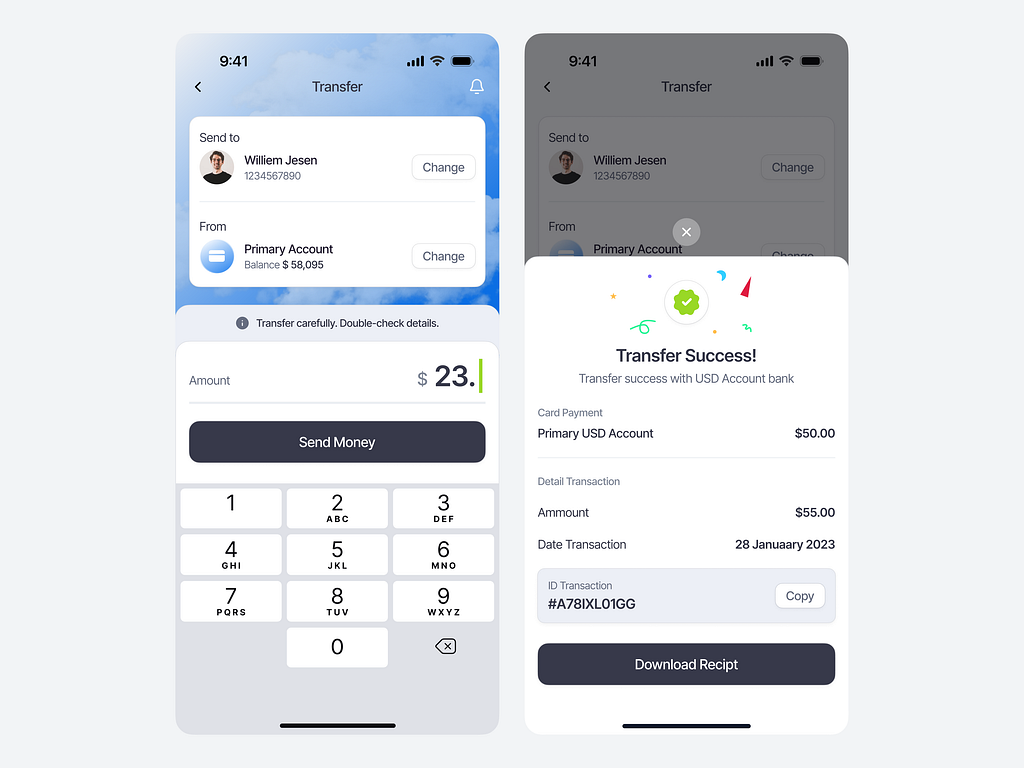 9:41
Transfer
Send to
Williem Jesen
1234567890
Change
From
Primary Account
Balance $ 58,095
Change
Transfer carefully. Double-check details.
Amount
$ 23.
Send Money
1
2
ABC
3
DEF
4
GHI
5
JKL
6
MNO
7
PQRS
8
TUV
9
WXYZ
0
9:41
Transfer
Send to
Williem Jesen
1234567890
Change
From
Primary Account
Change
Transfer Success!
Transfer success with USD Account bank
Card Payment
Primary USD Account $50.00
Detail Transaction
Ammount $55.00
Date Transaction 28 Januaary 2023
ID Transaction
#A78IXL01GG
Copy
Download Recipt